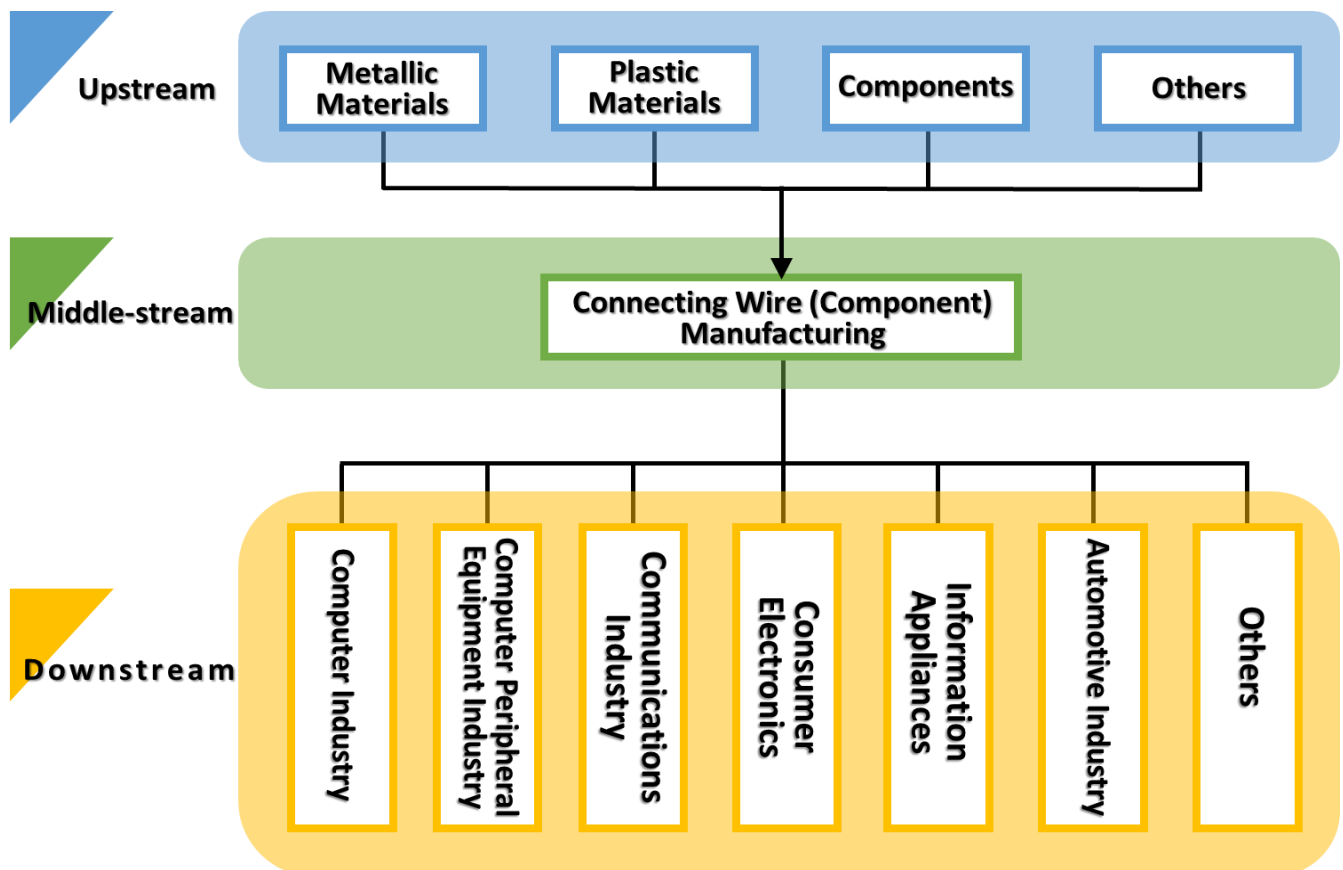 Upstream
Metallic
Materials
Plastic
Materials
Components
Others
Middle-stream
Connecting Wire (Component)
Manufacturing
Downstream
Computer Industry
Computer Peripheral
Equipment Industry
Communications
Industry
Consumer
Electronics
Information
Appliances
Automotive Industry
Others